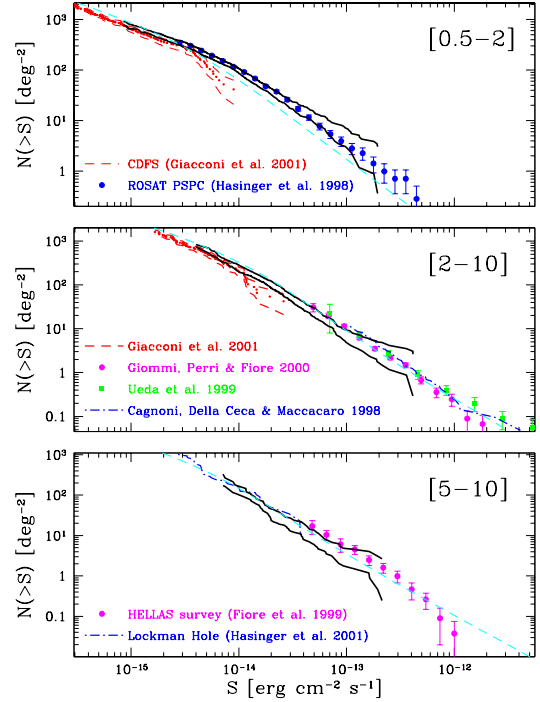 10³
10²
10
1
N(>S) [deg⁻²]
[0.5−2]
CDFS (Giacconi et al. 2001)
ROSAT PSPC (Hasinger et al. 1998)
10³
10²
10
1
0.1
N(>S) [deg⁻²]
[2−10]
Giacconi et al. 2001
Giommi, Perri & Fiore 2000
Ueda et al. 1999
Cagnoni, Della Ceca & Maccacaro 1998
10³
10²
10
1
0.1
N(>S) [deg⁻²]
[5−10]
HELLAS survey (Fiore et al. 1999)
Lockman Hole (Hasinger et al. 2001)
10⁻¹⁵ 10⁻¹⁴ 10⁻¹³ 10⁻¹²
S [erg cm⁻² s⁻¹]